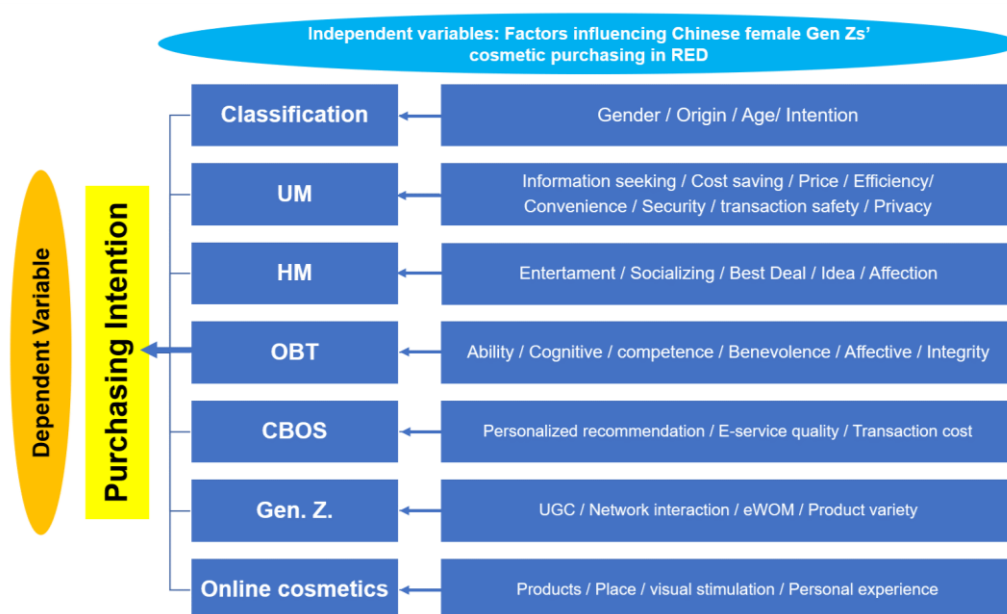 Independent variables: Factors influencing Chinese female Gen Zs'
cosmetic purchasing in RED
Dependent Variable
Purchasing Intention
Classification
Gender / Origin / Age/ Intention
UM
Information seeking / Cost saving / Price / Efficiency/
Convenience / Security / transaction safety / Privacy
HM
Entertament / Socializing / Best Deal / Idea / Affection
OBT
Ability / Cognitive / competence / Benevolence / Affective / Integrity
CBOS
Personalized recommendation / E-service quality / Transaction cost
Gen. Z.
UGC / Network interaction / eWOM / Product variety
Online cosmetics
Products / Place / visual stimulation / Personal experience